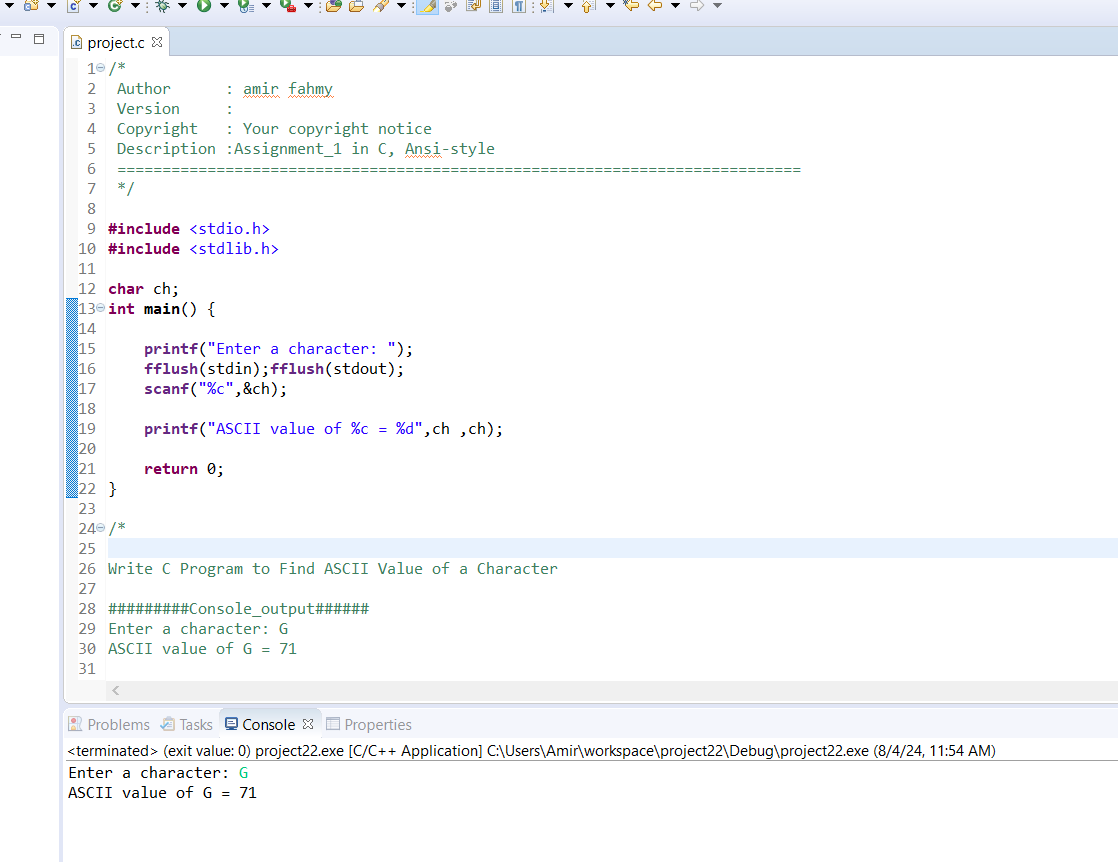 project.c
1 /*
2  Author      : amir fahmy
3  Version     :
4  Copyright   : Your copyright notice
5  Description :Assignment_1 in C, Ansi-style
6  ============================================================================
7  */
8
9 #include <stdio.h>
10 #include <stdlib.h>
11
12 char ch;
13 int main() {
14
15     printf("Enter a character: ");
16     fflush(stdin);fflush(stdout);
17     scanf("%c",&ch);
18
19     printf("ASCII value of %c = %d",ch ,ch);
20
21     return 0;
22 }
23
24 /*
25
26 Write C Program to Find ASCII Value of a Character
27
28 #########Console_output######
29 Enter a character: G
30 ASCII value of G = 71
31
Problems Tasks Console Properties
<terminated> (exit value: 0) project22.exe [C/C++ Application] C:\Users\Amir\workspace\project22\Debug\project22.exe (8/4/24, 11:54 AM)
Enter a character: G
ASCII value of G = 71